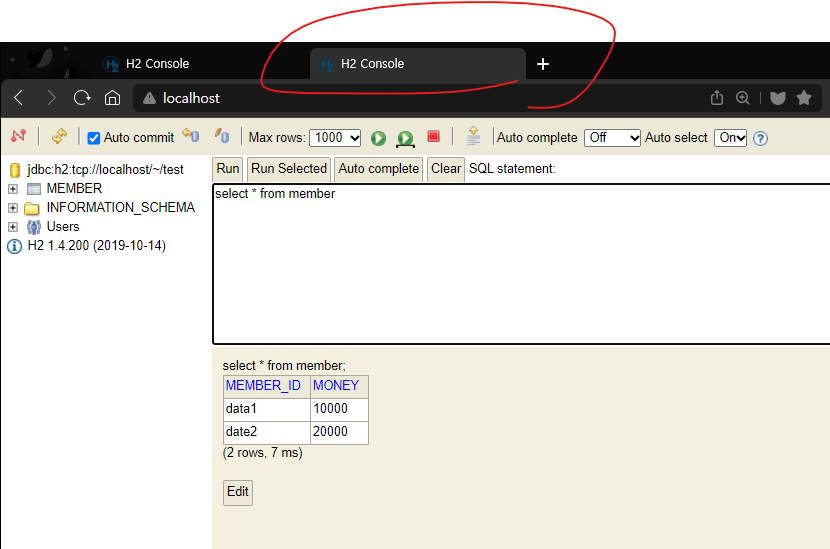 H2 Console
H2 Console
localhost
Auto commit Max rows: 1000 Auto complete Off Auto select On
jdbc:h2:tcp://localhost/~/test
MEMBER
INFORMATION_SCHEMA
Users
H2 1.4.200 (2019-10-14)
Run Run Selected Auto complete Clear SQL statement:
select * from member
select * from member;
MEMBER_ID MONEY
data1 10000
date2 20000
(2 rows, 7 ms)
Edit